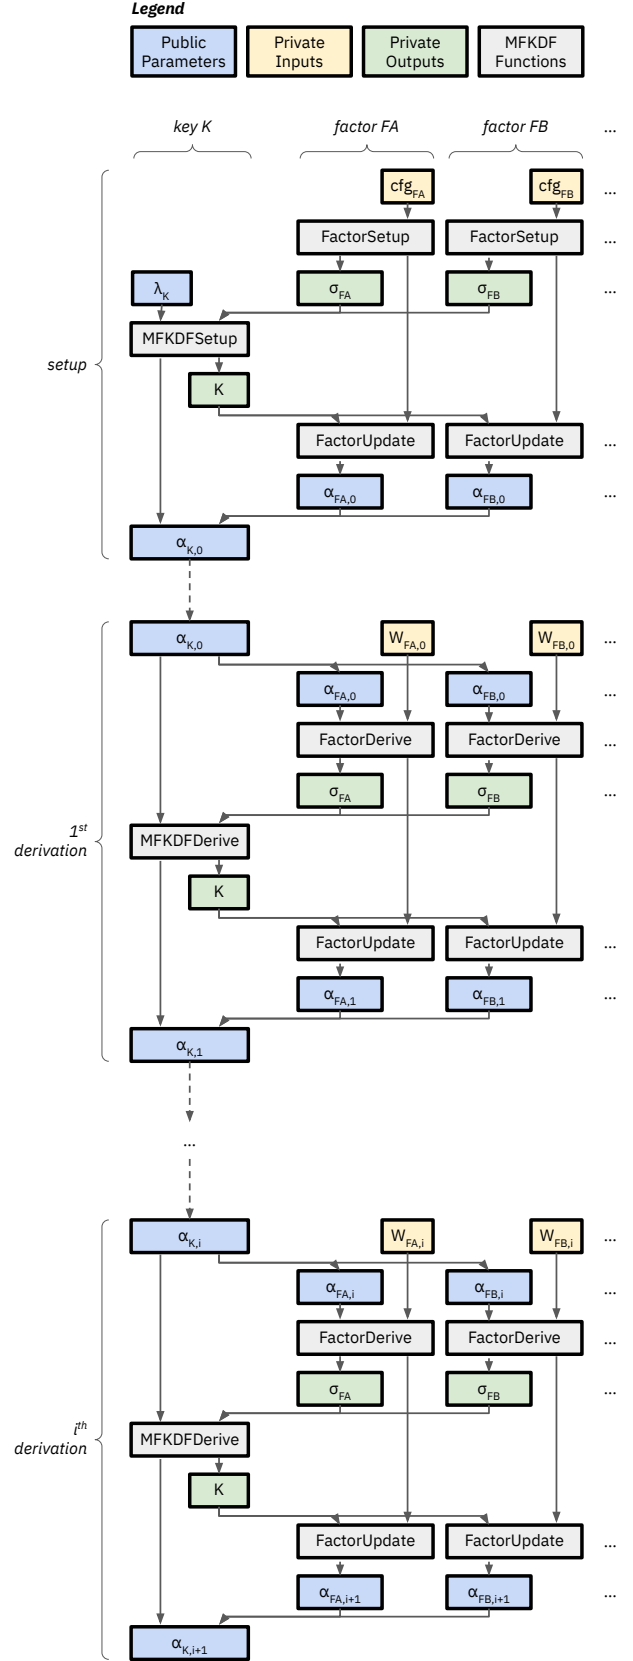 Legend
Public Parameters
Private Inputs
Private Outputs
MFKDF Functions
key K
factor FA
factor FB
...
cfg_FA
cfg_FB
...
FactorSetup
FactorSetup
...
λ_K
σ_FA
σ_FB
...
MFKDFSetup
setup
K
FactorUpdate
FactorUpdate
...
α_FA,0
α_FB,0
...
α_K,0
α_K,0
W_FA,0
W_FB,0
...
α_FA,0
α_FB,0
...
FactorDerive
FactorDerive
...
σ_FA
σ_FB
...
1st derivation
MFKDFDerive
K
FactorUpdate
FactorUpdate
...
α_FA,1
α_FB,1
...
α_K,1
...
α_K,i
W_FA,i
W_FB,i
...
α_FA,i
α_FB,i
...
FactorDerive
FactorDerive
...
σ_FA
σ_FB
...
ith derivation
MFKDFDerive
K
FactorUpdate
FactorUpdate
...
α_FA,i+1
α_FB,i+1
...
α_K,i+1